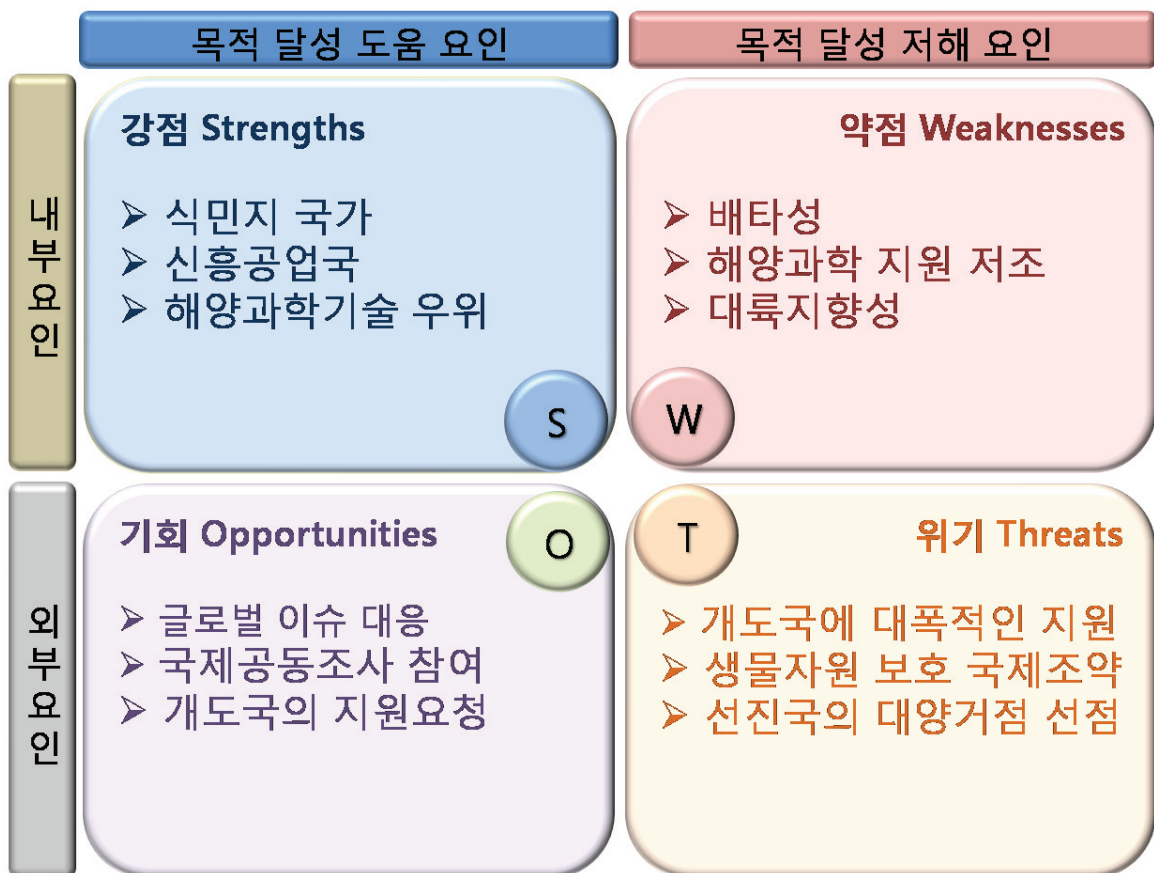 목적 달성 도움 요인
목적 달성 저해 요인
내부요인
강점 Strengths
➢ 식민지 국가
➢ 신흥공업국
➢ 해양과학기술 우위
S
약점 Weaknesses
➢ 배타성
➢ 해양과학 지원 저조
➢ 대륙지향성
W
외부요인
기회 Opportunities
O
➢ 글로벌 이슈 대응
➢ 국제공동조사 참여
➢ 개도국의 지원요청
T
위기 Threats
➢ 개도국에 대폭적인 지원
➢ 생물자원 보호 국제조약
➢ 선진국의 대양거점 선점